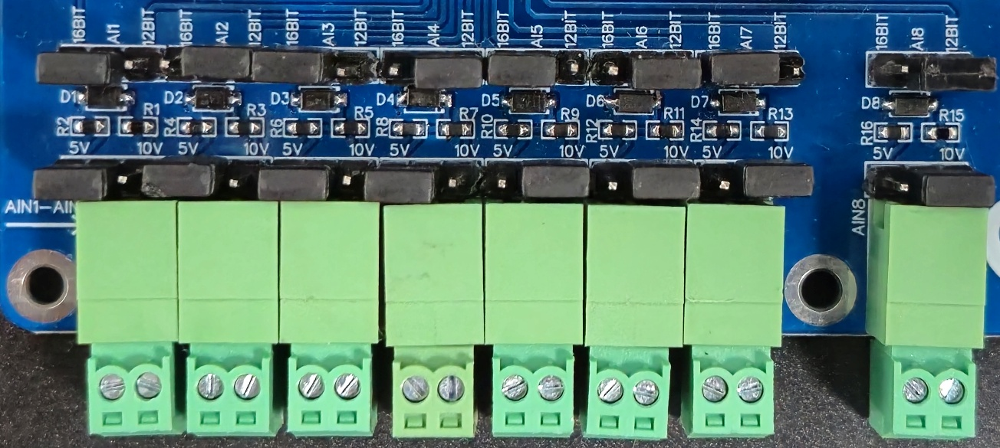 16BIT AI1 12BIT 16BIT AI2 12BIT 16BIT AI3 12BIT 16BIT AI4 12BIT 16BIT AI5 12BIT 16BIT AI6 12BIT 16BIT AI7 12BIT 16BIT AI8 12BIT
D1 D2 D3 D4 D5 D6 D7 D8
R2 R1 R4 R3 R6 R5 R8 R7 R10 R9 R12 R11 R14 R13 R16 R15
5V 10V 5V 10V 5V 10V 5V 10V 5V 10V 5V 10V 5V 10V 5V 10V
AIN1-AIN
AIN8